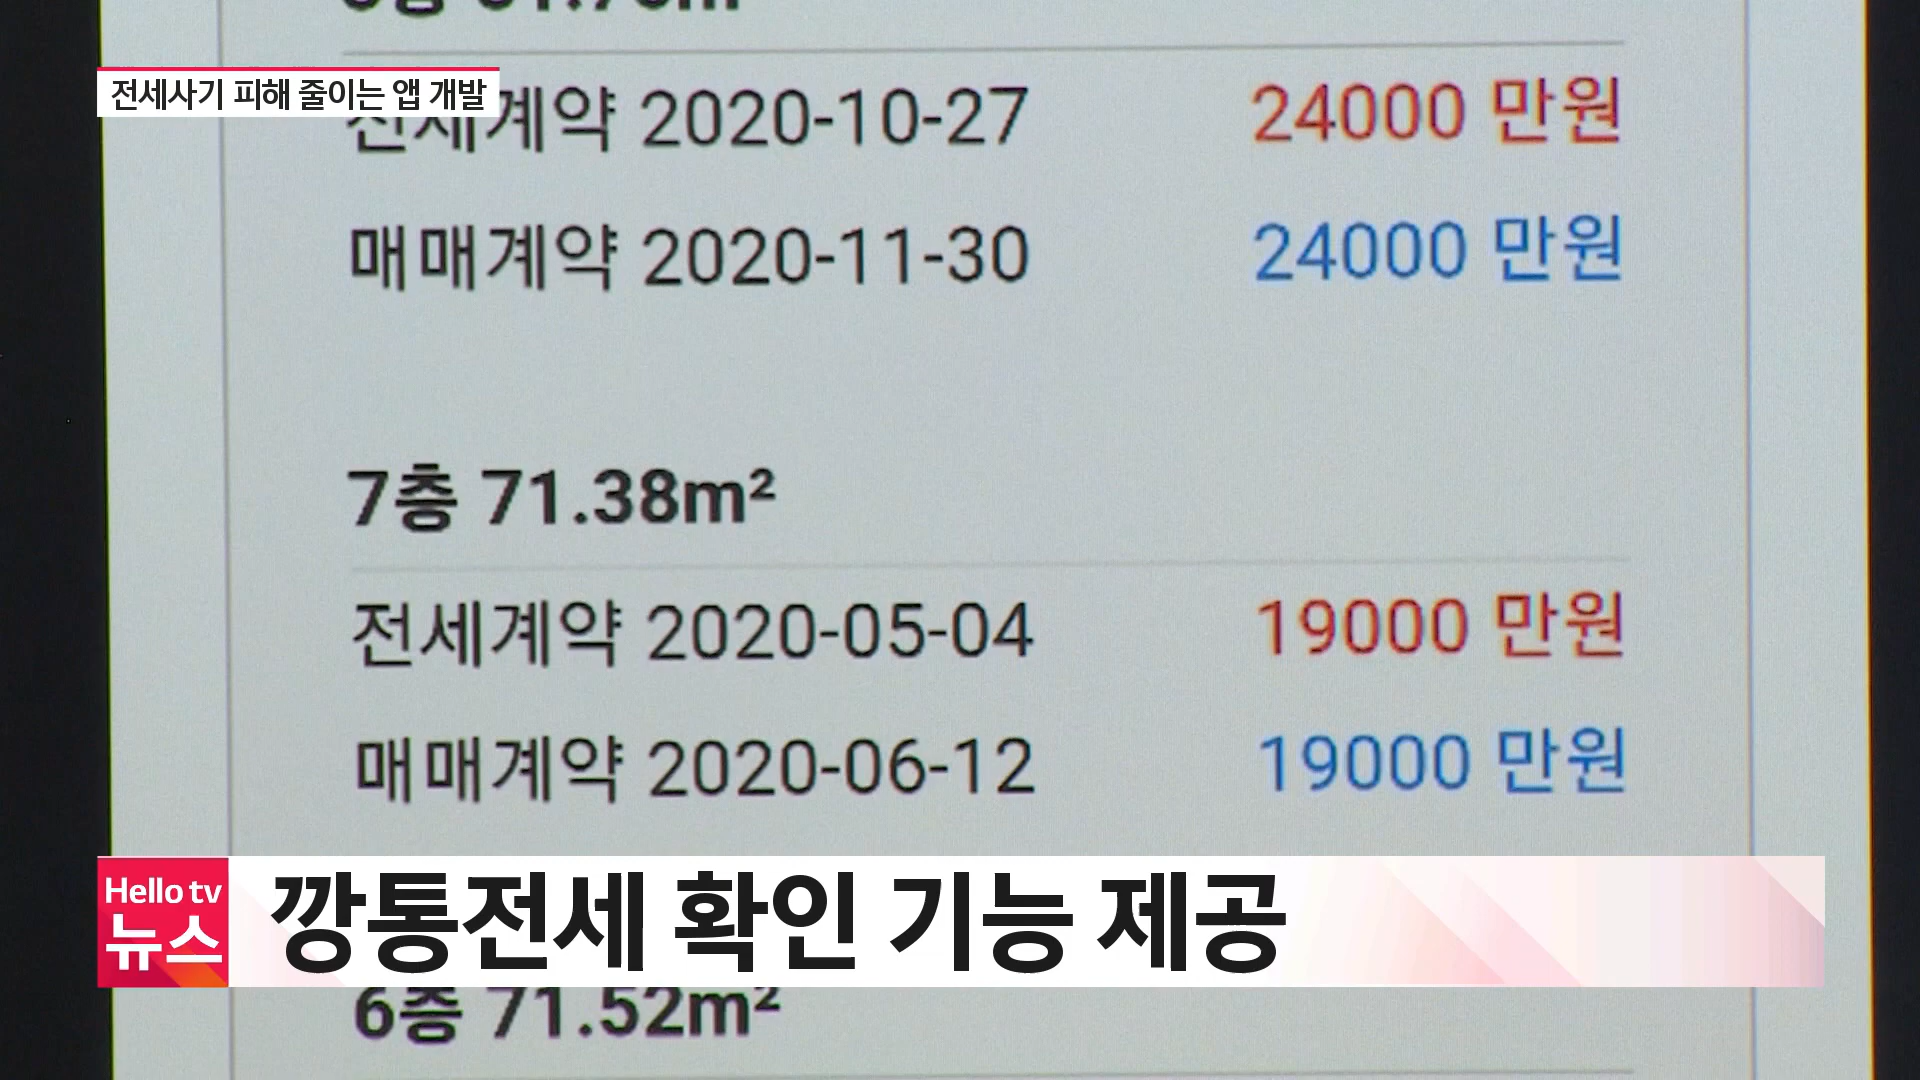 전세사기 피해 줄이는 앱 개발
전세계약 2020-10-27 24000 만원
매매계약 2020-11-30 24000 만원
7층 71.38m²
전세계약 2020-05-04 19000 만원
매매계약 2020-06-12 19000 만원
Hello tv
뉴스
깡통전세 확인 기능 제공
6층 71.52m²